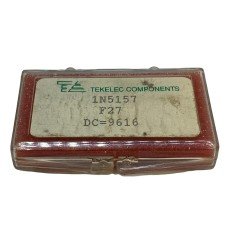 TEKELEC COMPONENTS
1N5157
F27
DC=9616